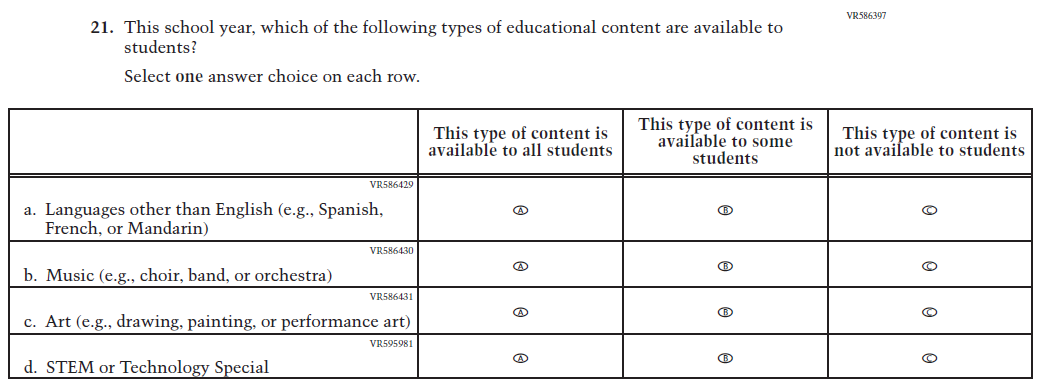 VR586397
21. This school year, which of the following types of educational content are available to
students?
Select one answer choice on each row.
This type of content is
available to all students
This type of content is
available to some
students
This type of content is
not available to students
VR586429
a. Languages other than English (e.g., Spanish,
French, or Mandarin)
A B C
VR586430
b. Music (e.g., choir, band, or orchestra)
A B C
VR586431
c. Art (e.g., drawing, painting, or performance art)
A B C
VR595981
d. STEM or Technology Special
A B C